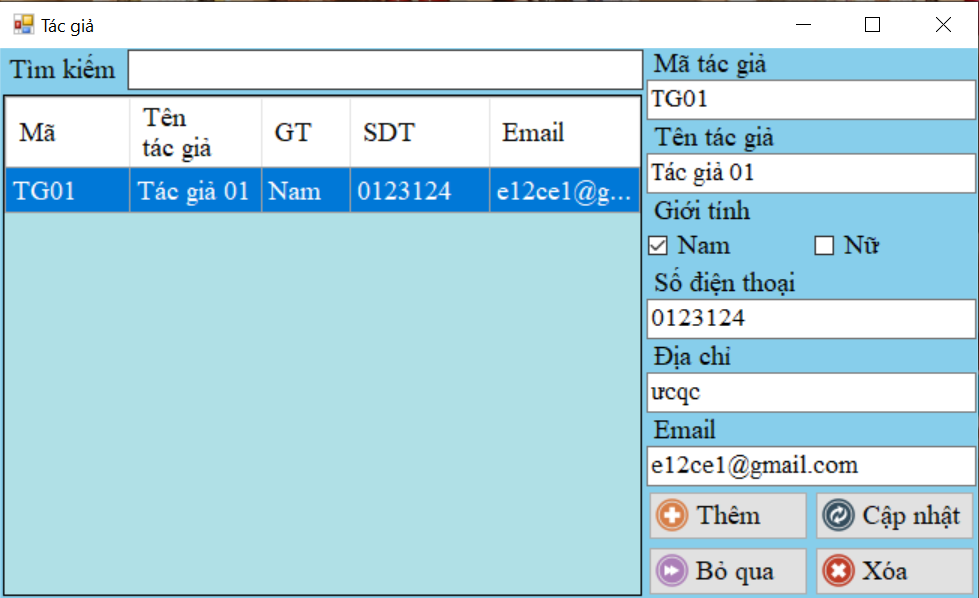 Tác giả
Tìm kiếm
Mã
Tên
tác giả
GT
SDT
Email
TG01
Tác giả 01
Nam
0123124
e12ce1@g...
Mã tác giả
TG01
Tên tác giả
Tác giả 01
Giới tính
Nam
Nữ
Số điện thoại
0123124
Địa chỉ
ưcqc
Email
e12ce1@gmail.com
Thêm
Cập nhật
Bỏ qua
Xóa